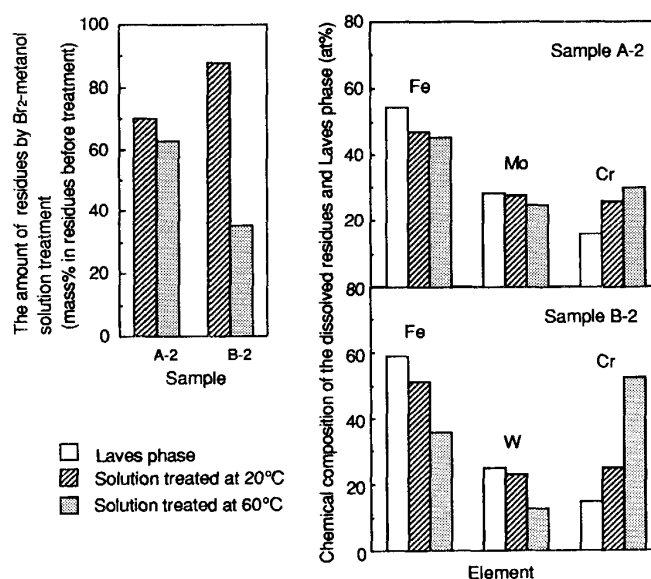 The amount of residues by Br2-metanol
solution treatment
(mass% in residues before treatment)
100
80
60
40
20
0
A-2
B-2
Sample
Laves phase
Solution treated at 20°C
Solution treated at 60°C
Chemical composition of the dissolved residues and Laves phase (at%)
80
60
40
20
80
60
40
20
0
Sample A-2
Fe
Mo
Cr
Sample B-2
Fe
W
Cr
Element